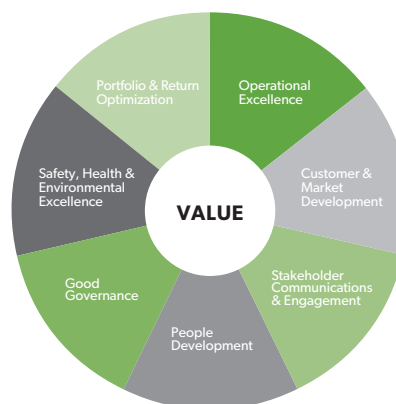 Portfolio & Return
Optimization
Operational
Excellence
Customer &
Market
Development
Stakeholder
Communications
& Engagement
People
Development
Good
Governance
Safety, Health &
Environmental
Excellence
VALUE